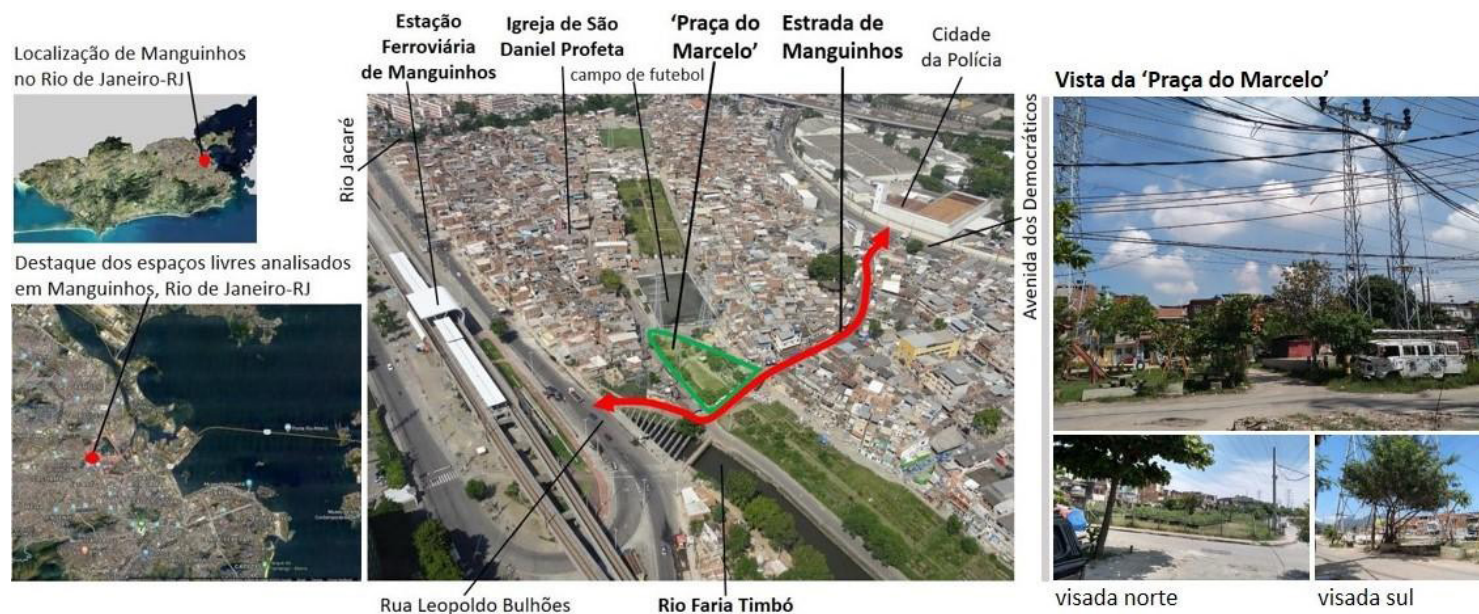 Localização de Manguinhos
no Rio de Janeiro-RJ
Destaque dos espaços livres analisados
em Manguinhos, Rio de Janeiro-RJ
Estação
Ferroviária
de Manguinhos
Igreja de São
Daniel Profeta
campo de futebol
‘Praça do
Marcelo’
Estrada de
Manguinhos
Cidade
da Polícia
Rio Jacaré
Avenida dos Democráticos
Rua Leopoldo Bulhões
Rio Faria Timbó
Vista da ‘Praça do Marcelo’
visada norte
visada sul